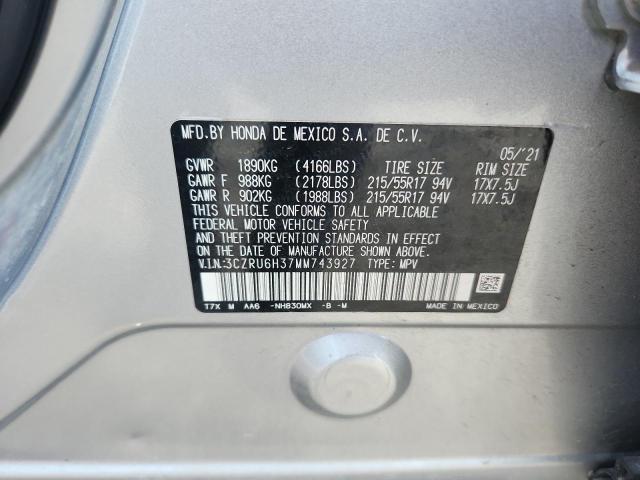 MFD.BY HONDA DE MEXICO S.A. DE C.V.
05/'21
GVWR 1890KG (4166LBS) TIRE SIZE RIM SIZE
GAWR F 988KG (2178LBS) 215/55R17 94V 17X7.5J
GAWR R 902KG (1988LBS) 215/55R17 94V 17X7.5J
THIS VEHICLE CONFORMS TO ALL APPLICABLE
FEDERAL MOTOR VEHICLE SAFETY
AND THEFT PREVENTION STANDARDS IN EFFECT
ON THE DATE OF MANUFACTURE SHOWN ABOVE.
V.I.N.:3CZRU6H37MM743927 TYPE: MPV
T7X M AA6 -NH830MX -B -M MADE IN MEXICO